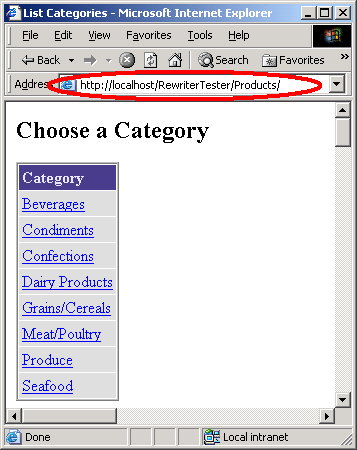 List Categories - Microsoft Internet Explorer
File Edit View Favorites Tools Help
Back Search Favorites
Address http://localhost/RewriterTester/Products/
Choose a Category
Category
Beverages
Condiments
Confections
Dairy Products
Grains/Cereals
Meat/Poultry
Produce
Seafood
Done Local intranet